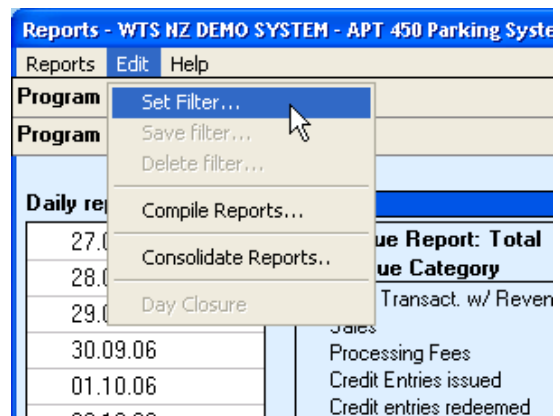 Reports - WTS NZ DEMO SYSTEM - APT 450 Parking Syste
Reports Edit Help
Program
Set Filter...
Program
Save filter...
Delete filter...
Daily re
Compile Reports...
27.0
ue Report: Total
Consolidate Reports..
28.0
ue Category
29.0
Day Closure
Transact. w/ Reven
Sales
30.09.06
Processing Fees
01.10.06
Credit Entries issued
Credit entries redeemed